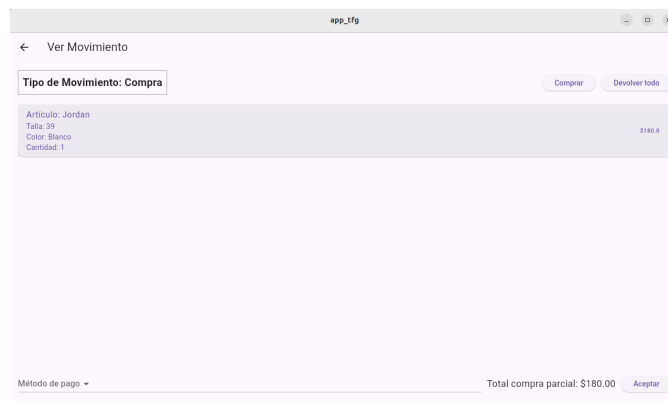 app_tfg
Ver Movimiento
Tipo de Movimiento: Compra
Comprar
Devolver todo
Artículo: Jordan
Talla: 39
Color: Blanco
Cantidad: 1
$180.0
Método de pago
Total compra parcial: $180.00
Aceptar